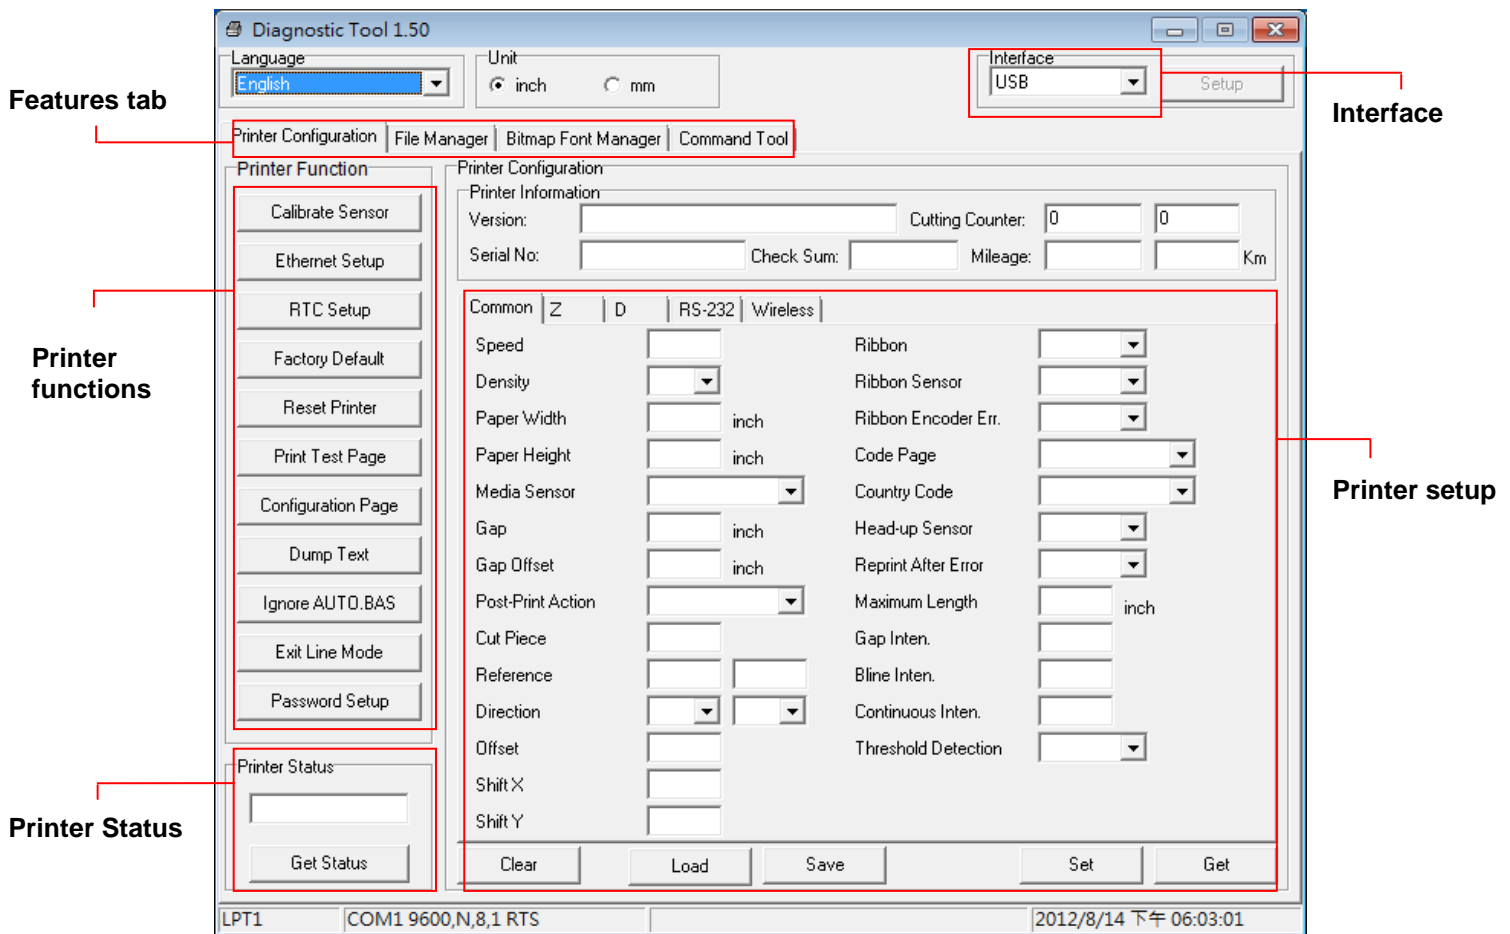 Diagnostic Tool 1.50
Language
English
Unit
inch
mm
Interface
USB
Setup
Features tab
Interface
Printer Configuration
File Manager
Bitmap Font Manager
Command Tool
Printer Function
Calibrate Sensor
Ethernet Setup
RTC Setup
Factory Default
Reset Printer
Print Test Page
Configuration Page
Dump Text
Ignore AUTO.BAS
Exit Line Mode
Password Setup
Printer functions
Printer Configuration
Printer Information
Version:
Cutting Counter: 0 0
Serial No:
Check Sum:
Mileage:
Km
Common
Z
D
RS-232
Wireless
Speed
Ribbon
Density
Ribbon Sensor
Paper Width
inch
Ribbon Encoder Err.
Paper Height
inch
Code Page
Media Sensor
Country Code
Gap
inch
Head-up Sensor
Gap Offset
inch
Reprint After Error
Post-Print Action
Maximum Length
inch
Cut Piece
Gap Inten.
Reference
Bline Inten.
Direction
Continuous Inten.
Offset
Threshold Detection
Shift X
Shift Y
Printer setup
Printer Status
Get Status
Printer Status
Clear
Load
Save
Set
Get
LPT1
COM1 9600,N,8,1 RTS
2012/8/14 下午 06:03:01